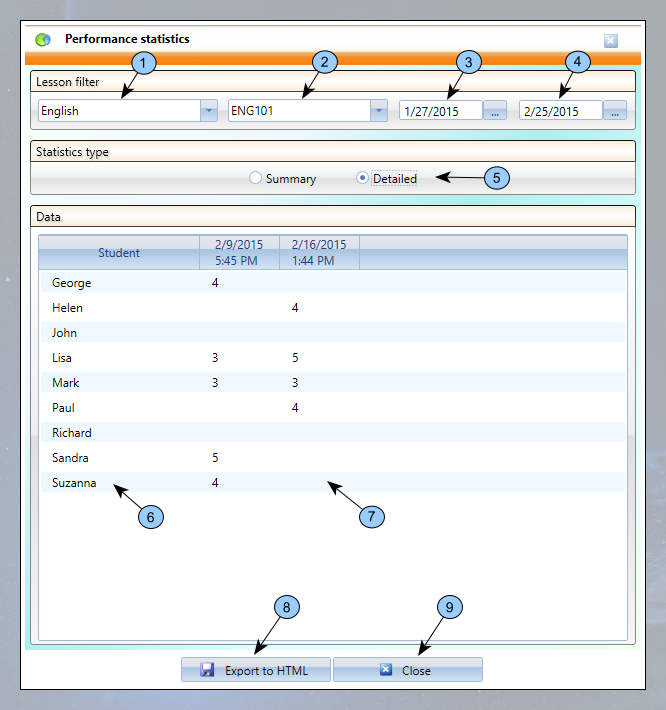 Performance statistics
1 2 3 4
Lesson filter
English ENG101 1/27/2015 ... 2/25/2015 ...
Statistics type
Summary Detailed 5
Data
Student 2/9/2015 5:45 PM 2/16/2015 1:44 PM
George 4
Helen 4
John
Lisa 3 5
Mark 3 3
Paul 4
Richard
Sandra 5
Suzanna 4
6 7
8 9
Export to HTML Close